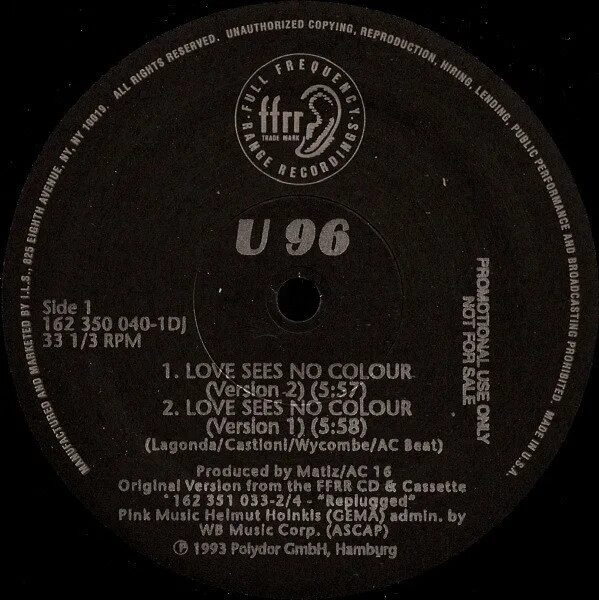 MANUFACTURED AND MARKETED BY I.L.S., 825 EIGHTH AVENUE, NY, NY 10019. ALL RIGHTS RESERVED. UNAUTHORIZED COPYING, REPRODUCTION, HIRING, LENDING, PUBLIC PERFORMANCE AND BROADCASTING PROHIBITED MADE IN U.S.A.
· FULL FREQUENCY · RANGE RECORDINGS
ffrr
TRADE MARK
U 96
Side 1
162 350 040-1DJ
33 1/3 RPM
PROMOTIONAL USE ONLY
NOT FOR SALE
1. LOVE SEES NO COLOUR
(Version 2) (5:57)
2. LOVE SEES NO COLOUR
(Version 1) (5:58)
(Lagonda/Castioni/Wycombe/AC Beat)
Produced by Matiz/AC 16
Original Version from the FFRR CD & Cassette
"162 351 033-2/4 - "Replugged"
Pink Music Helmut Hoinkis (GEMA) admin. by
WB Music Corp. (ASCAP)
℗ 1993 Polydor GmbH, Hamburg